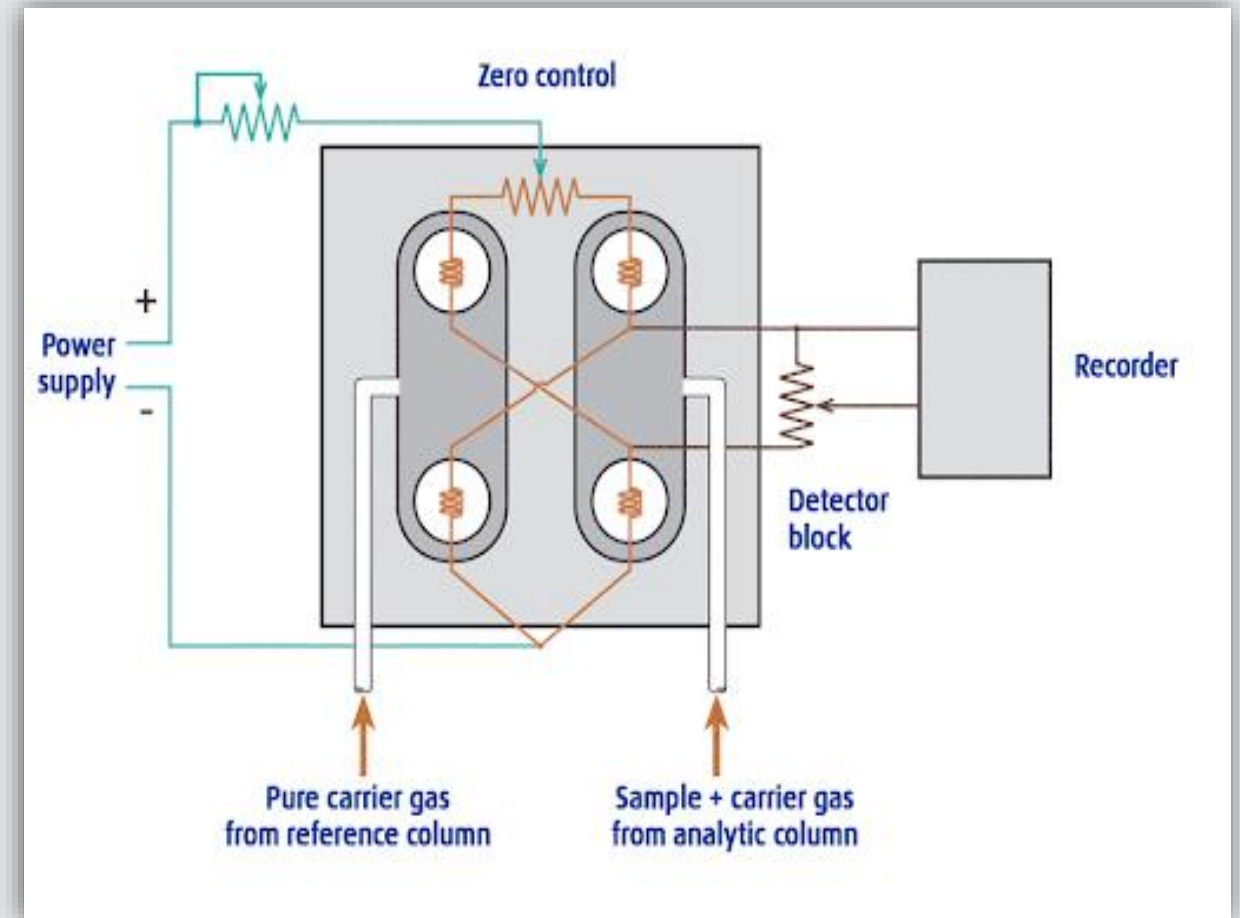 Zero control
+
Power
supply
-
Recorder
Detector
block
Pure carrier gas
from reference column
Sample + carrier gas
from analytic column